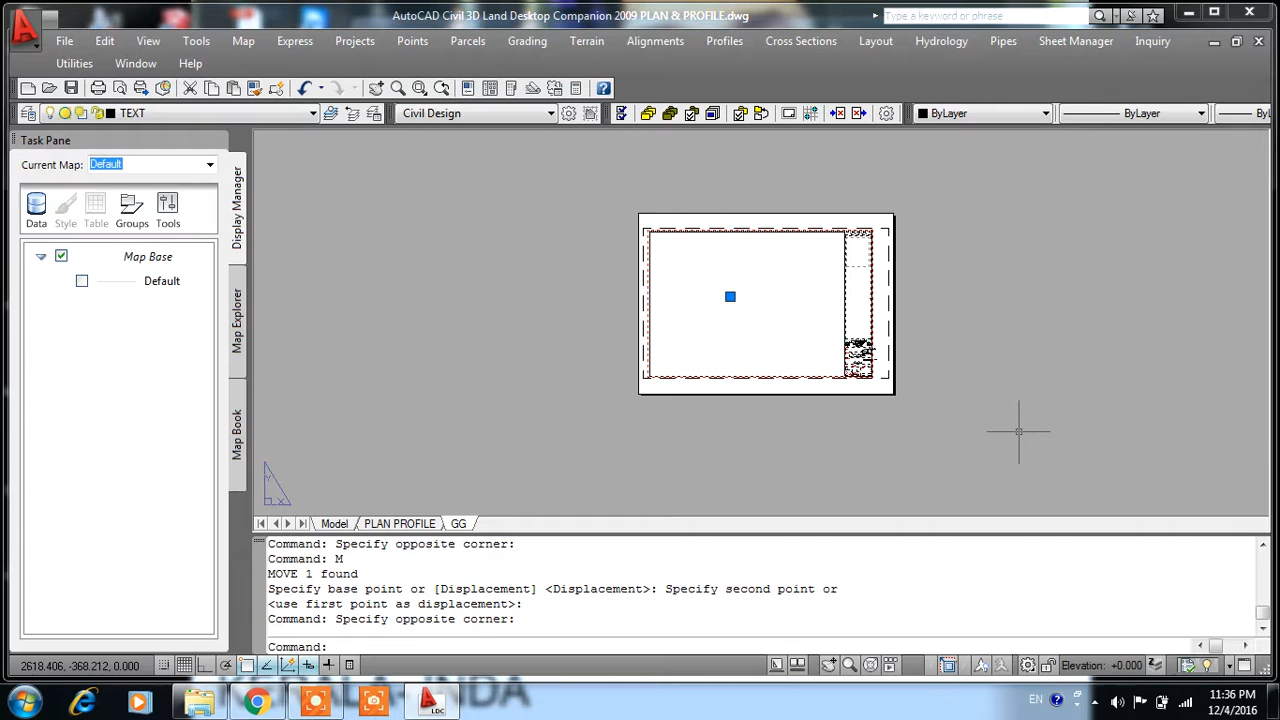 AutoCAD Civil 3D Land Desktop Companion 2009 PLAN & PROFILE.dwg
Type a keyword or phrase
File Edit View Tools Map Express Projects Points Parcels Grading Terrain Alignments Profiles Cross Sections Layout Hydrology Pipes Sheet Manager Inquiry
Utilities Window Help
TEXT
Civil Design
ByLayer
ByLayer
Task Pane
Current Map: Default
Data Style Table Groups Tools
Map Base
Default
Display Manager
Map Explorer
Map Book
Model PLAN PROFILE GG
Command: Specify opposite corner:
Command: M
MOVE 1 found
Specify base point or [Displacement] <Displacement>: Specify second point or
<use first point as displacement>:
Command: Specify opposite corner:
Command:
2618.406, -368.212, 0.000
Elevation: +0.000
KERALA-INDA
LDC
EN
11:36 PM
12/4/2016